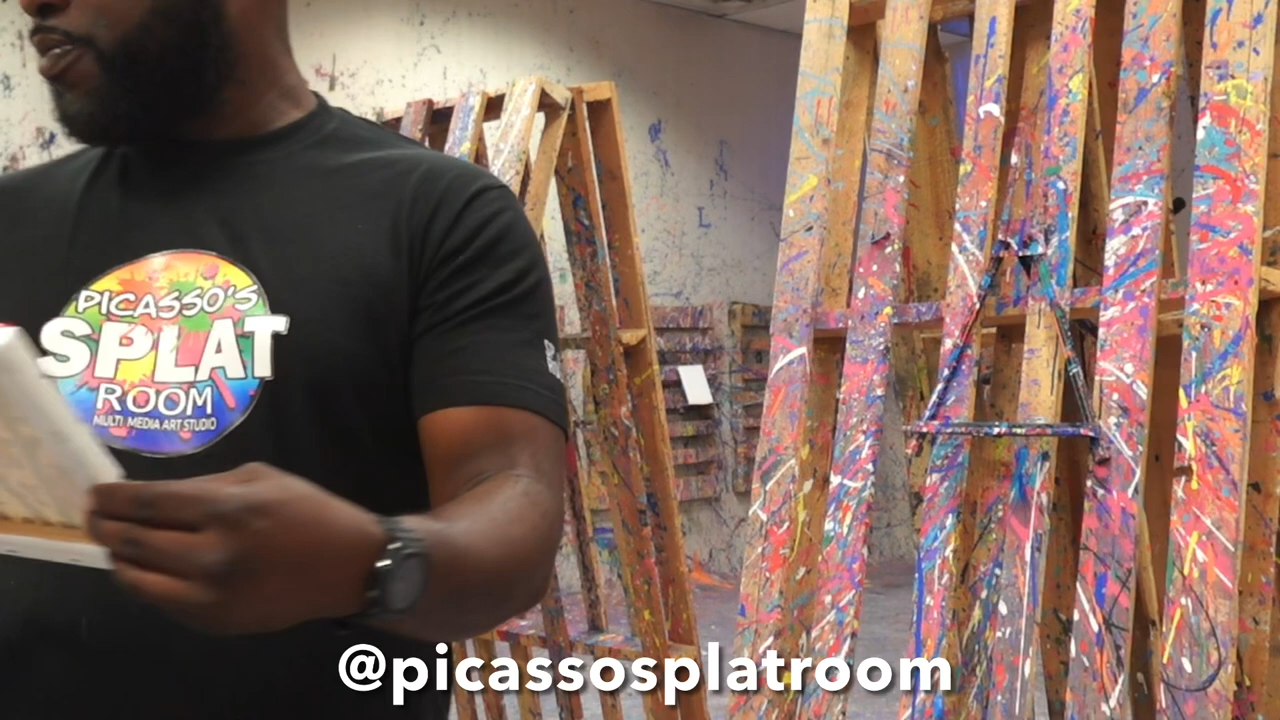 PICASSO'S
SPLAT
ROOM
MULTI MEDIA ART STUDIO
@picassosplatroom